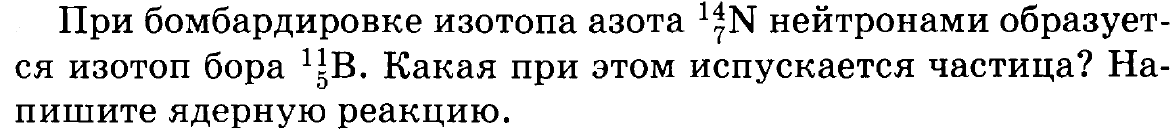 При бомбардировке изотопа азота ¹⁴₇N нейтронами образует-
ся изотоп бора ¹¹₅B. Какая при этом испускается частица? На-
пишите ядерную реакцию.